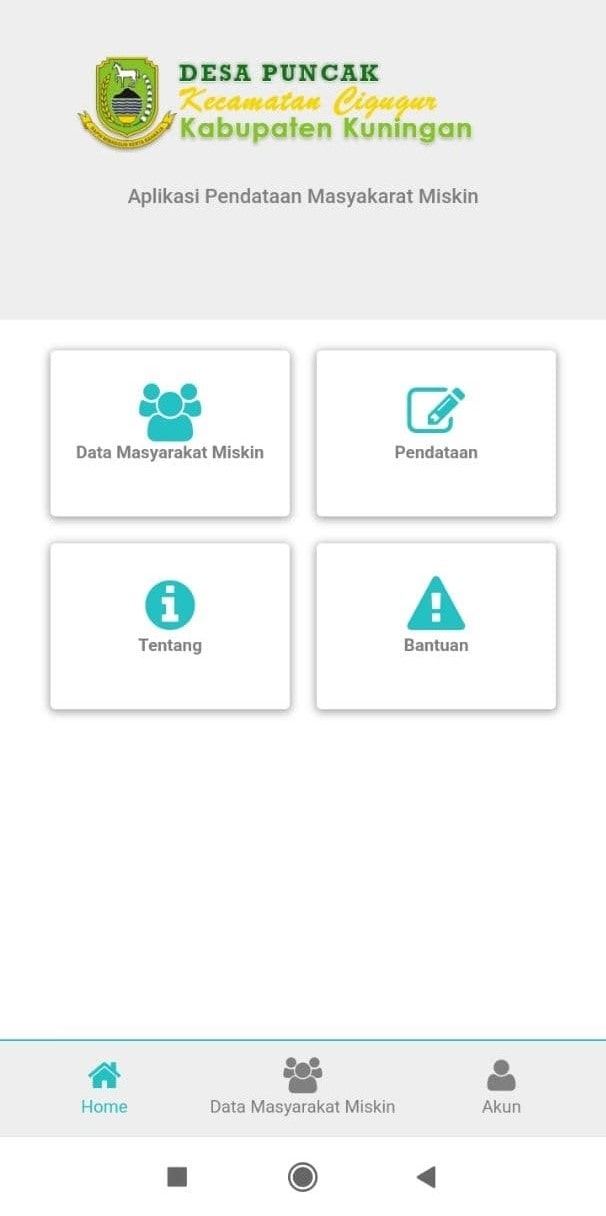 DESA PUNCAK
Kecamatan Cigugur
Kabupaten Kuningan
Aplikasi Pendataan Masyakarat Miskin
Data Masyarakat Miskin
Pendataan
Tentang
Bantuan
Home
Data Masyarakat Miskin
Akun